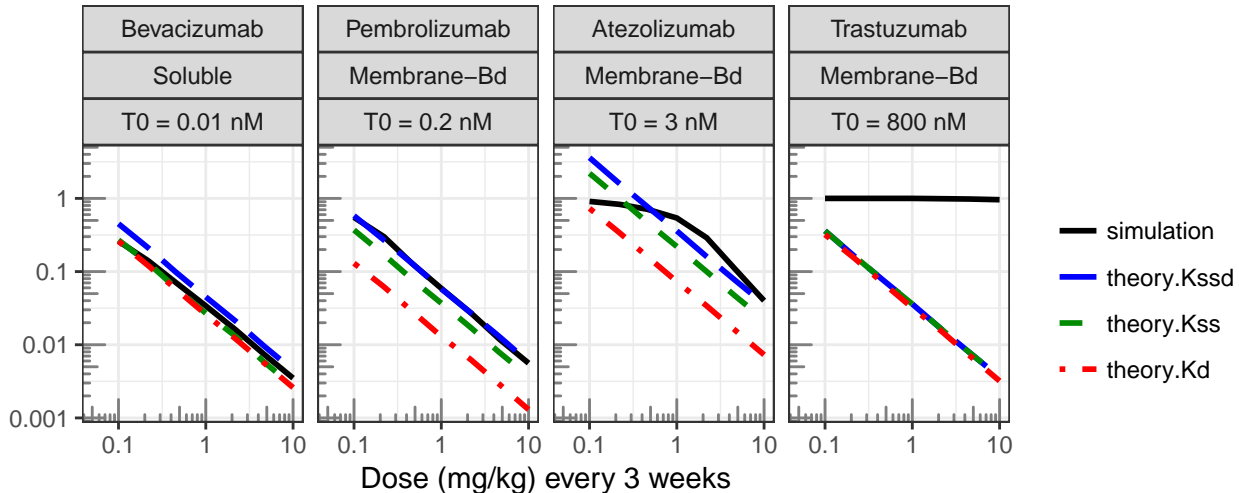 Bevacizumab Pembrolizumab Atezolizumab Trastuzumab
Soluble Membrane−Bd Membrane−Bd Membrane−Bd
T0 = 0.01 nM T0 = 0.2 nM T0 = 3 nM T0 = 800 nM
1
0.1
0.01
0.001
0.1 1 10 0.1 1 10 0.1 1 10 0.1 1 10
Dose (mg/kg) every 3 weeks
simulation
theory.Kssd
theory.Kss
theory.Kd